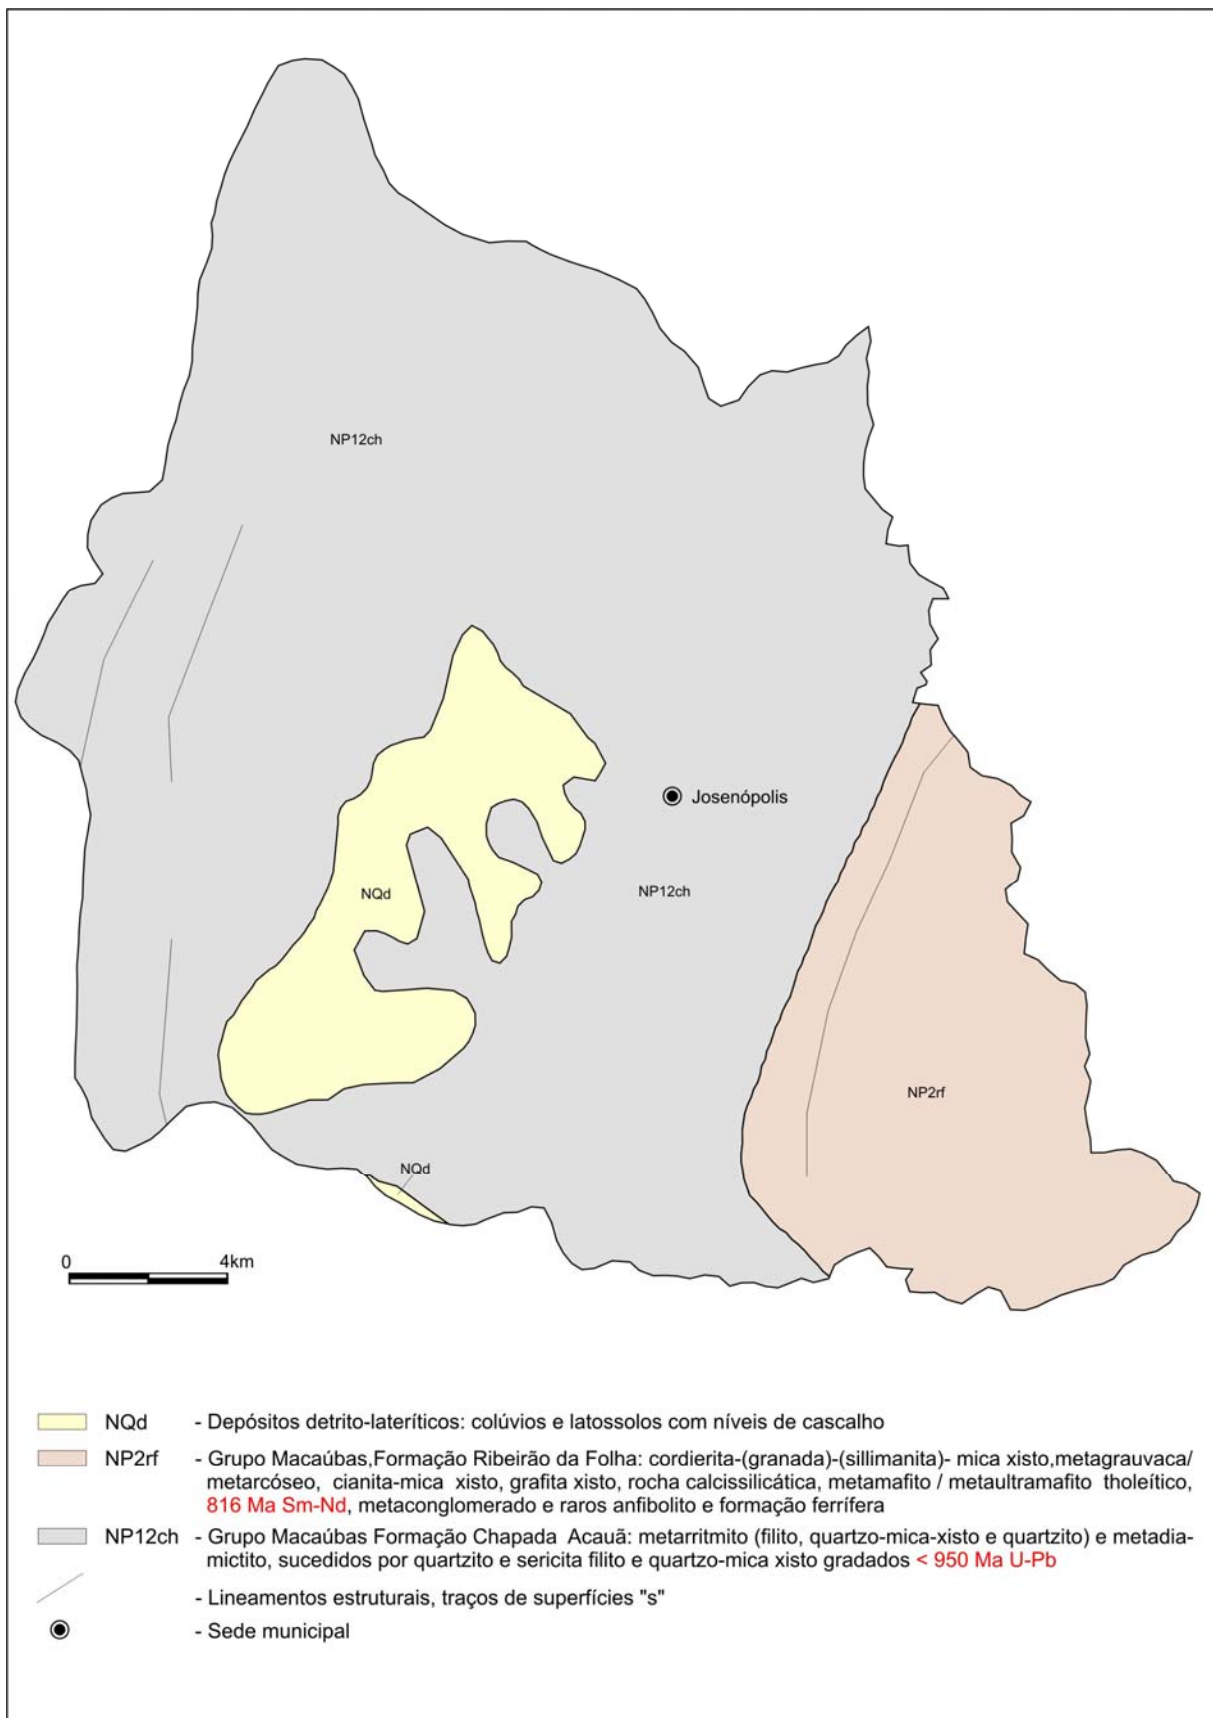 NP12ch
Josenópolis
NQd
NP12ch
NP2rf
NQd
0 4km
NQd - Depósitos detrito-lateríticos: colúvios e latossolos com níveis de cascalho
NP2rf - Grupo Macaúbas,Formação Ribeirão da Folha: cordierita-(granada)-(sillimanita)- mica xisto,metagrauvaca/
metarcóseo, cianita-mica xisto, grafita xisto, rocha calcissilicática, metamafito / metaultramafito tholeítico,
816 Ma Sm-Nd, metaconglomerado e raros anfibolito e formação ferrífera
NP12ch - Grupo Macaúbas Formação Chapada Acauã: metarritmito (filito, quartzo-mica-xisto e quartzito) e metadia-
mictito, sucedidos por quartzito e sericita filito e quartzo-mica xisto gradados < 950 Ma U-Pb
- Lineamentos estruturais, traços de superfícies "s"
- Sede municipal